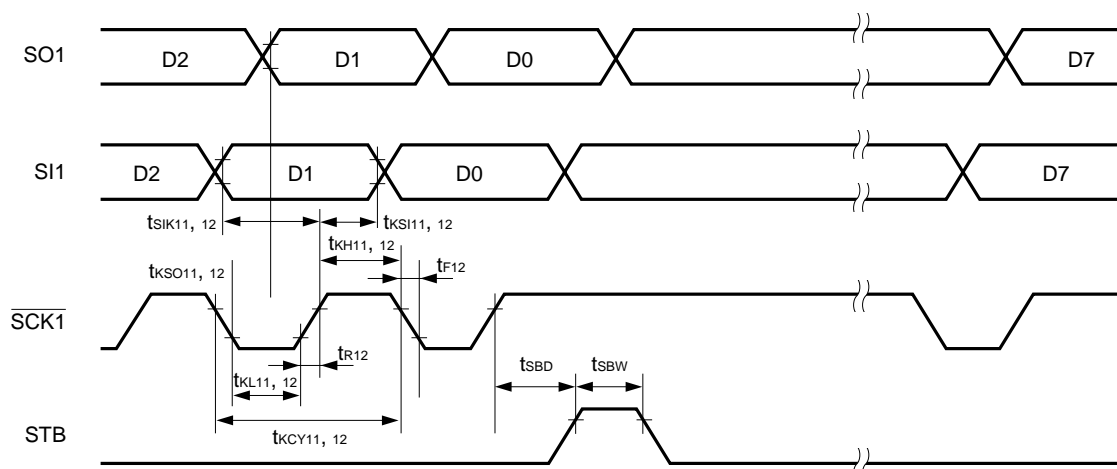 SO1 D2 D1 D0 D7
SI1 D2 D1 D0 D7
tSIK11, 12 tKSI11, 12
tKH11, 12
tKSO11, 12 tF12
SCK1
tR12
tKL11, 12 tSBD tSBW
tKCY11, 12
STB